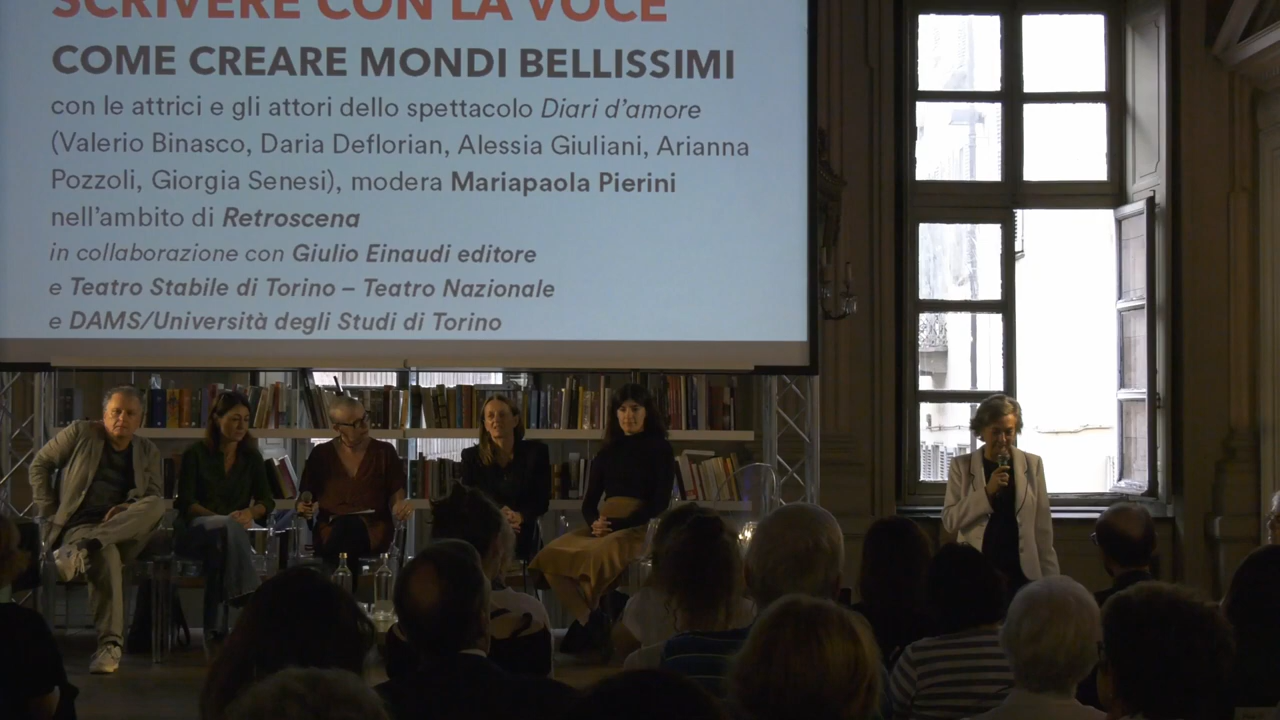 SCRIVERE CON LA VOCE
COME CREARE MONDI BELLISSIMI
con le attrici e gli attori dello spettacolo Diari d'amore
(Valerio Binasco, Daria Deflorian, Alessia Giuliani, Arianna
Pozzoli, Giorgia Senesi), modera Mariapaola Pierini
nell'ambito di Retroscena
in collaborazione con Giulio Einaudi editore
e Teatro Stabile di Torino – Teatro Nazionale
e DAMS/Università degli Studi di Torino